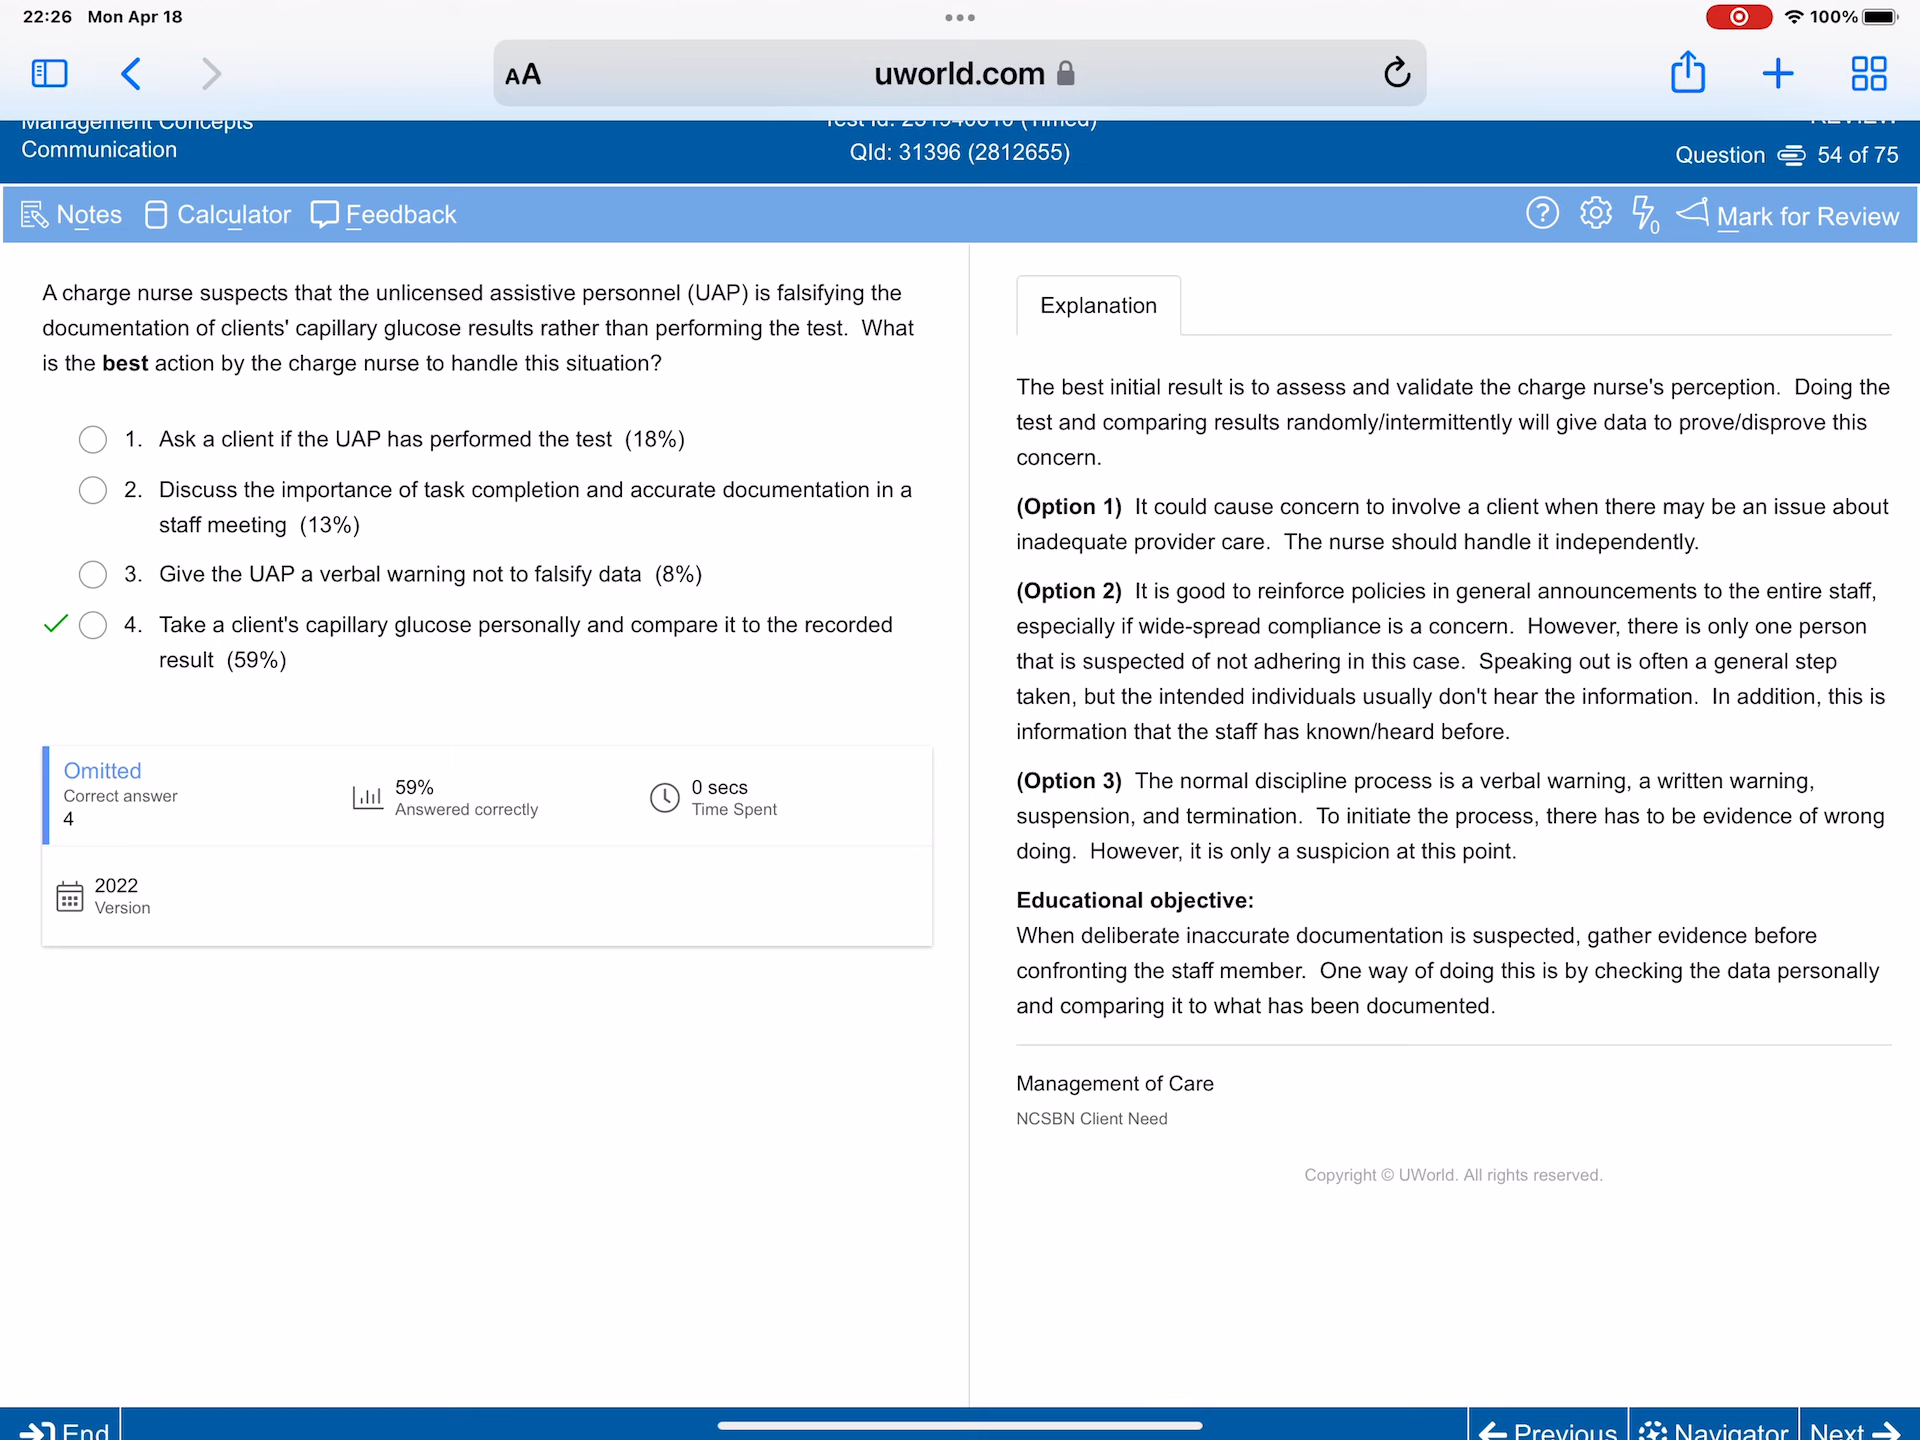 22:26 Mon Apr 18
100%
AA
uworld.com
Management Concepts
Communication
QId: 31396 (2812655)
Question 54 of 75
Notes Calculator Feedback
0 Mark for Review
A charge nurse suspects that the unlicensed assistive personnel (UAP) is falsifying the
documentation of clients' capillary glucose results rather than performing the test. What
is the best action by the charge nurse to handle this situation?
1. Ask a client if the UAP has performed the test (18%)
2. Discuss the importance of task completion and accurate documentation in a
staff meeting (13%)
3. Give the UAP a verbal warning not to falsify data (8%)
4. Take a client's capillary glucose personally and compare it to the recorded
result (59%)
Omitted
Correct answer
4
59%
Answered correctly
0 secs
Time Spent
2022
Version
Explanation
The best initial result is to assess and validate the charge nurse's perception. Doing the
test and comparing results randomly/intermittently will give data to prove/disprove this
concern.
(Option 1) It could cause concern to involve a client when there may be an issue about
inadequate provider care. The nurse should handle it independently.
(Option 2) It is good to reinforce policies in general announcements to the entire staff,
especially if wide-spread compliance is a concern. However, there is only one person
that is suspected of not adhering in this case. Speaking out is often a general step
taken, but the intended individuals usually don't hear the information. In addition, this is
information that the staff has known/heard before.
(Option 3) The normal discipline process is a verbal warning, a written warning,
suspension, and termination. To initiate the process, there has to be evidence of wrong
doing. However, it is only a suspicion at this point.
Educational objective:
When deliberate inaccurate documentation is suspected, gather evidence before
confronting the staff member. One way of doing this is by checking the data personally
and comparing it to what has been documented.
Management of Care
NCSBN Client Need
Copyright © UWorld. All rights reserved.
End
Previous Navigator Next